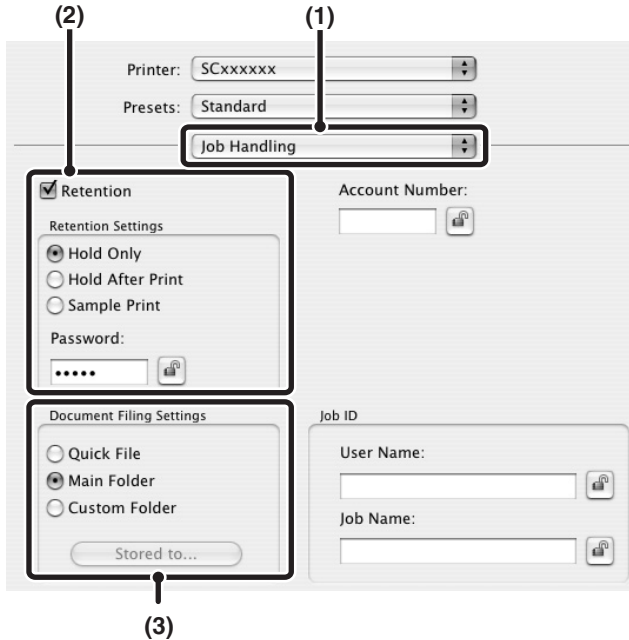 (2)
(1)
Printer: SCxxxxxx
Presets: Standard
Job Handling
Retention
Retention Settings
Hold Only
Hold After Print
Sample Print
Password:
•••••
Account Number:
Document Filing Settings
Quick File
Main Folder
Custom Folder
Stored to...
Job ID
User Name:
Job Name:
(3)